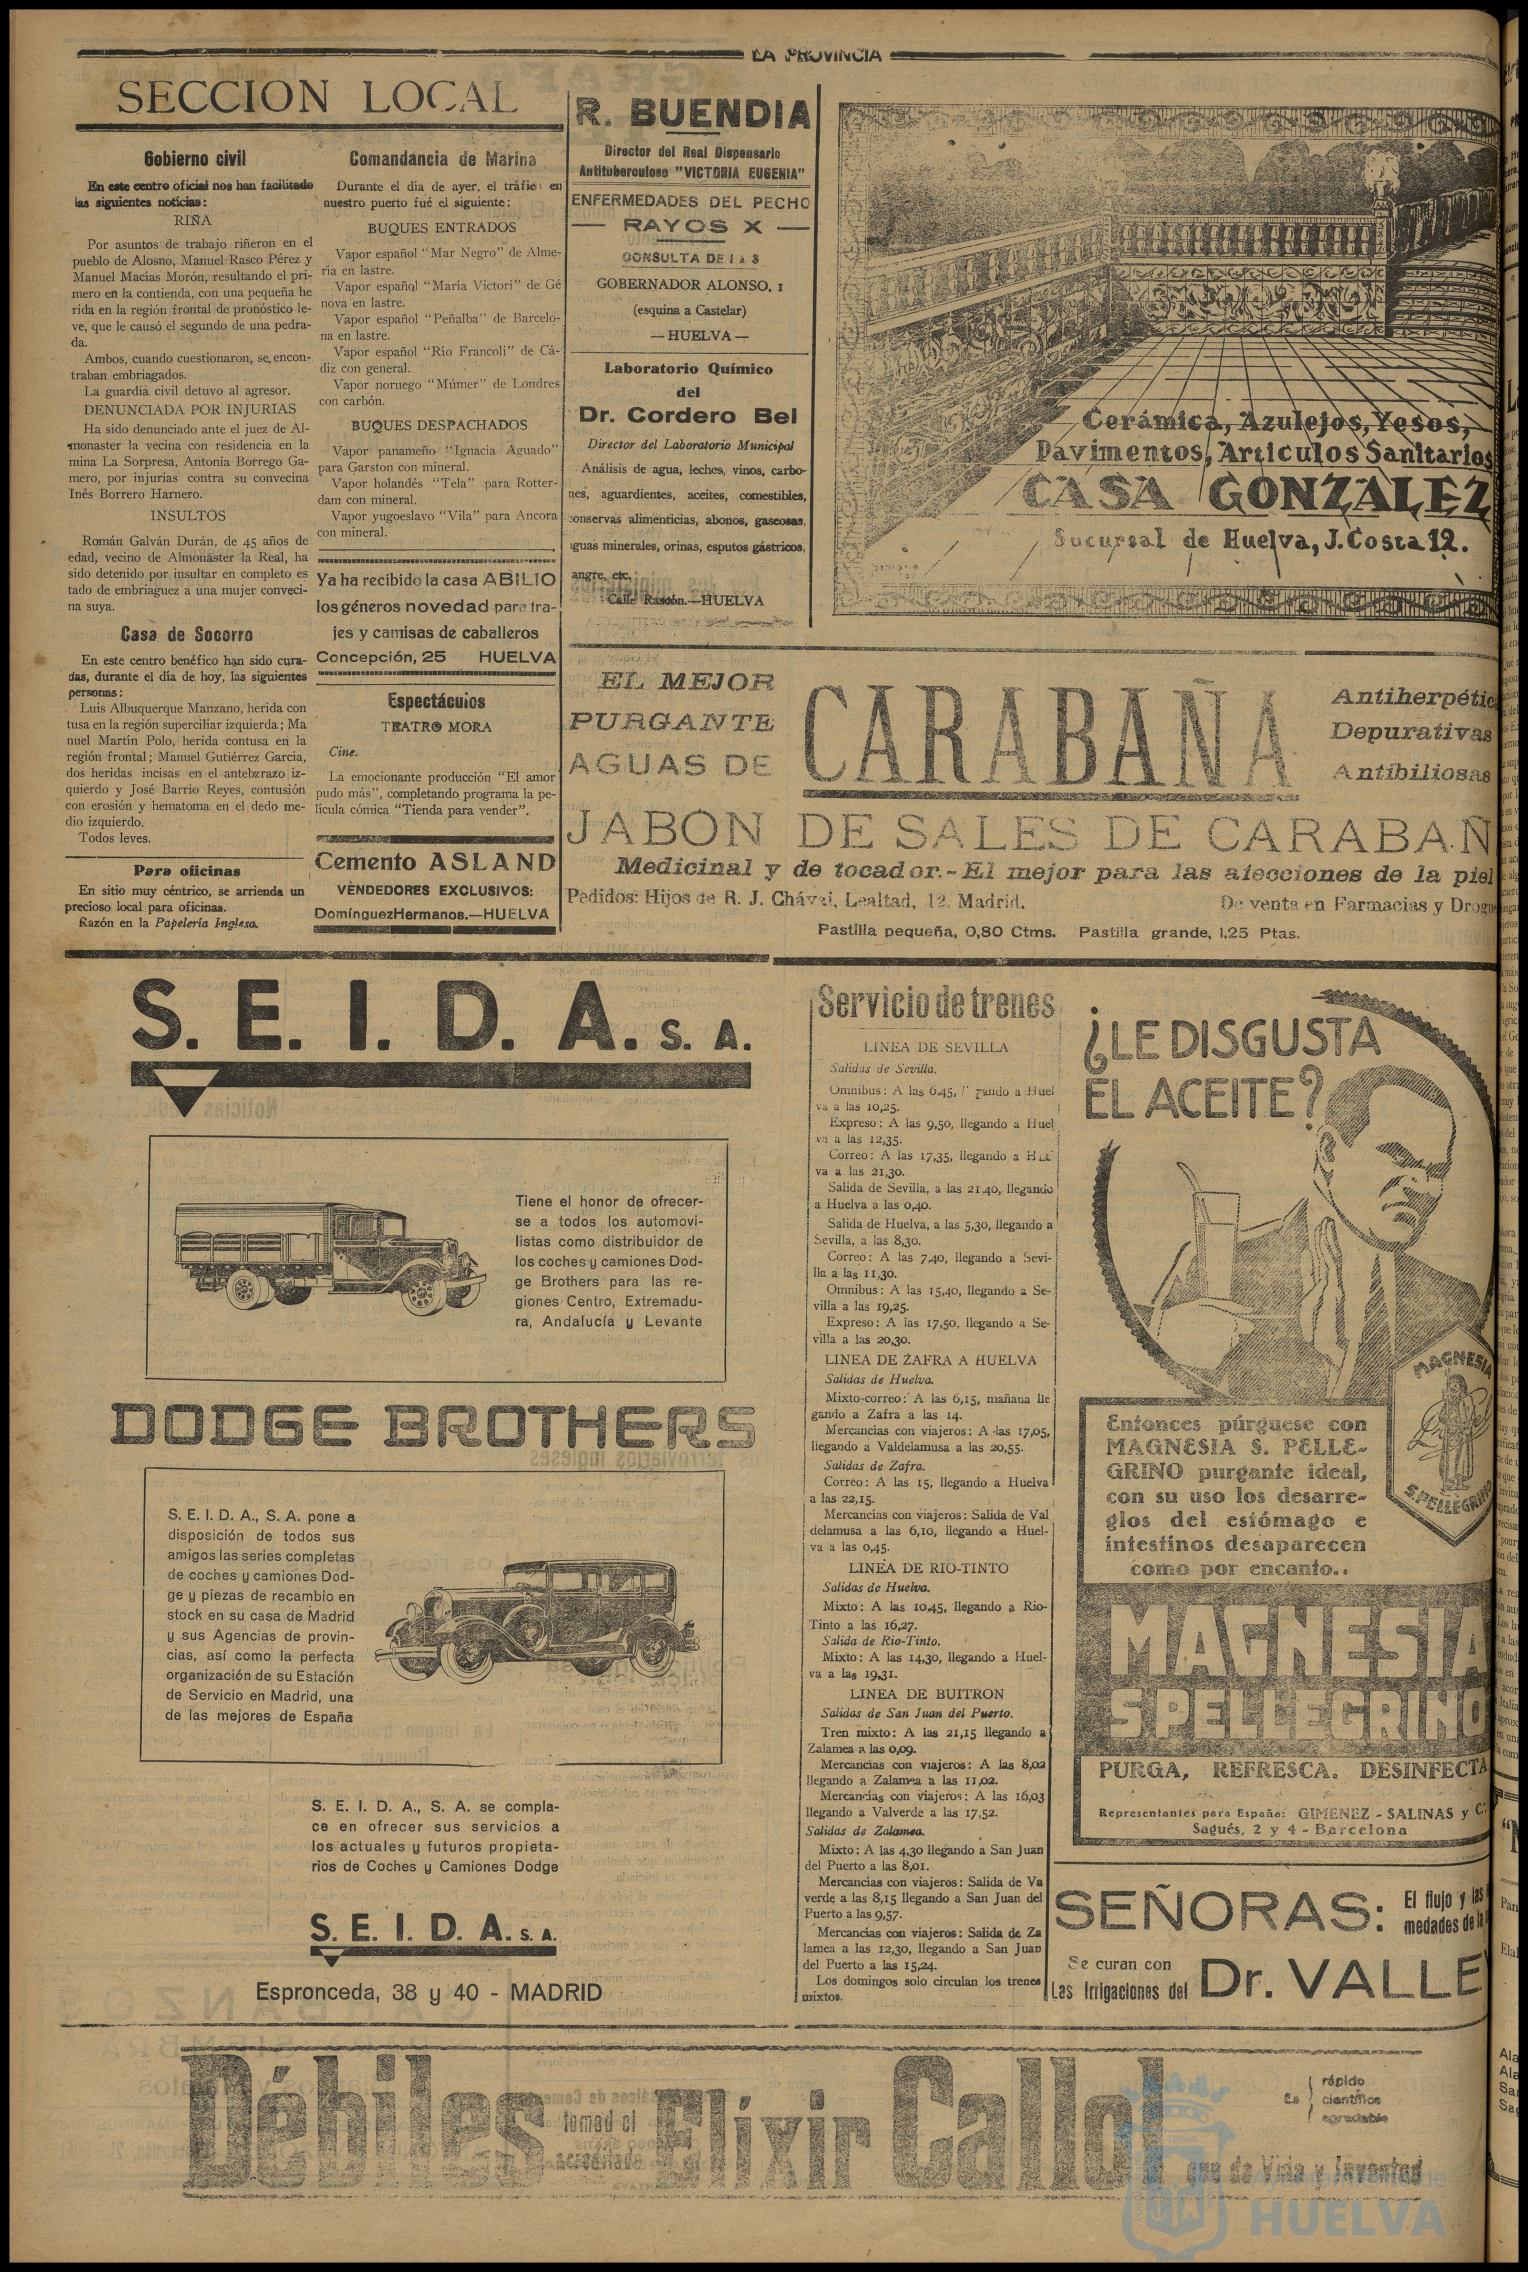 LA PROVINCIA
SECCION LOCAL
Gobierno civil
En este centro oficial nos han facilitado
las siguientes noticias:
RIÑA
Por asuntos de trabajo riñeron en el
pueblo de Alosno, Manuel Rasco Pérez y
Manuel Macías Morón, resultando el pri-
mero en la contienda, con una pequeña he
rida en la región frontal de pronóstico le-
ve, que le causó el segundo de una pedra-
da.
Ambos, cuando cuestionaron, se encon-
traban embriagados.
La guardia civil detuvo al agresor.
DENUNCIADA POR INJURIAS
Ha sido denunciado ante el juez de Al-
monaster la vecina con residencia en la
mina La Sorpresa, Antonia Borrego Ga-
mero, por injurias contra su convecina
Inés Borrero Harnero.
INSULTOS
Román Galván Durán, de 45 años de
edad, vecino de Almonaster la Real, ha
sido detenido por insultar en completo es
tado de embriaguez a una mujer conveci-
na suya.
Casa de Socorro
En este centro benéfico han sido cura-
das, durante el día de hoy, las siguientes
personas:
Luis Albuquerque Manzano, herida con
tusa en la región superciliar izquierda; Ma
nuel Martín Polo, herida contusa en la
región frontal; Manuel Gutiérrez García,
dos heridas incisas en el antebzrazo iz-
quierdo y José Barrio Reyes, contusión
con erosión y hematoma en el dedo me-
dio izquierdo.
Todos leves.
Para oficinas
En sitio muy céntrico, se arrienda un
precioso local para oficinas.
Razón en la Papelería Inglesa.
Comandancia de Marina
Durante el día de ayer, el tráfico en
nuestro puerto fué el siguiente:
BUQUES ENTRADOS
Vapor español "Mar Negro" de Alme-
ría en lastre.
Vapor español "María Victori" de Gé
nova en lastre.
Vapor español "Peñalba" de Barcelo-
na en lastre.
Vapor español "Río Francoli" de Cá-
diz con general.
Vapor noruego "Múmer" de Londres
con carbón.
BUQUES DESPACHADOS
Vapor panameño "Ignacia Aguado"
para Garston con mineral.
Vapor holandés "Tela" para Rotter-
dam con mineral.
Vapor yugoeslavo "Vila" para Ancora
con mineral.
Ya ha recibido la casa ABILIO
los géneros novedad para tra-
jes y camisas de caballeros
Concepción, 25 HUELVA
Espectáculos
TEATRO MORA
Cine.
La emocionante producción "El amor
pudo más", completando programa la pe-
lícula cómica "Tienda para vender".
Cemento ASLAND
VENDEDORES EXCLUSIVOS:
Domínguez Hermanos.—HUELVA
R. BUENDIA
Director del Real Dispensario
Antituberculoso "VICTORIA EUGENIA"
ENFERMEDADES DEL PECHO
— RAYOS X —
CONSULTA DE 1 A 3
GOBERNADOR ALONSO, 1
(esquina a Castelar)
—HUELVA—
Laboratorio Químico
del
Dr. Cordero Bel
Director del Laboratorio Municipal
Análisis de agua, leches, vinos, carbo-
nes, aguardientes, aceites, comestibles,
conservas alimenticias, abonos, gaseosas,
aguas minerales, orinas, esputos gástricos,
angre, etc.
Calle Rascón.—HUELVA
Cerámica, Azulejos, Yesos,
Pavimentos, Articulos Sanitarios
CASA GONZALEZ
Sucursal de Huelva, J. Costa 12.
EL MEJOR
PURGANTE
AGUAS DE
CARABAÑA
Antiherpétic
Depurativas
Antibiliosas
JABON DE SALES DE CARABAÑ
Medicinal y de tocador.-El mejor para las afecciones de la piel
Pedidos: Hijos de R. J. Chávai, Lealtad, 12. Madrid.
De venta en Farmacias y Drogue
Pastilla pequeña, 0,80 Ctms. Pastilla grande, 1,25 Ptas.
S. E. I. D. A. S. A.
Tiene el honor de ofrecer-
se a todos los automovi-
listas como distribuidor de
los coches y camiones Dod-
ge Brothers para las re-
giones Centro, Extremadu-
ra, Andalucía y Levante
DODGE BROTHERS
S. E. I. D. A., S. A. pone a
disposición de todos sus
amigos las series completas
de coches y camiones Dod-
ge y piezas de recambio en
stock en su casa de Madrid
y sus Agencias de provin-
cias, así como la perfecta
organización de su Estación
de Servicio en Madrid, una
de las mejores de España
S. E. I. D. A., S. A. se compla-
ce en ofrecer sus servicios a
los actuales y futuros propieta-
rios de Coches y Camiones Dodge
S. E. I. D. A. S. A.
Espronceda, 38 y 40 - MADRID
Servicio de trenes
LINEA DE SEVILLA
Salidas de Sevilla.
Omnibus: A las 6,45, gando a Huel
va a las 10,25.
Expreso: A las 9,50, llegando a Huel
va a las 12,35.
Correo: A las 17,35, llegando a
va a las 21,30.
Salida de Sevilla, a las 21,40, llegando
a Huelva a las 0,40.
Salida de Huelva, a las 5,30, llegando a
Sevilla, a las 8,30.
Correo: A las 7,40, llegando a Sevi-
lla a las 11,30.
Omnibus: A las 15,40, llegando a Se-
villa a las 19,25.
Expreso: A las 17,50, llegando a Se-
villa a las 20,30.
LINEA DE ZAFRA A HUELVA
Salidas de Huelva.
Mixto-correo: A las 6,15, mañana lle
gando a Zafra a las 14.
Mercancías con viajeros: A las 17,05,
llegando a Valdelamusa a las 20,55.
Salidas de Zafra.
Correo: A las 15, llegando a Huelva
a las 22,15.
Mercancías con viajeros: Salida de Val
delamusa a las 6,10, llegando a Huel-
va a las 0,45.
LINEA DE RIO-TINTO
Salidas de Huelva.
Mixto: A las 10,45, llegando a Rio-
Tinto a las 16,27.
Salida de Rio-Tinto.
Mixto: A las 14,30, llegando a Huel-
va a las 19,31.
LINEA DE BUITRON
Salidas de San Juan del Puerto.
Tren mixto: A las 21,15 llegando a
Zalamea a las 0,09.
Mercancías con viajeros: A las 8,02
llegando a Zalamea a las 11,02.
Mercancías con viajeros: A las 16,03
llegando a Valverde a las 17,52.
Salidas de Zalamea.
Mixto: A las 4,30 llegando a San Juan
del Puerto a las 8,01.
Mercancías con viajeros: Salida de Va
verde a las 8,15 llegando a San Juan del
Puerto a las 9,57.
Mercancías con viajeros: Salida de Za
lamea a las 12,30, llegando a San Juan
del Puerto a las 15,24.
Los domingos solo circulan los trenes
mixtos.
¿LE DISGUSTA
EL ACEITE?
MAGNESIA
S. PELLEGRINO
Entonces púrguese con
MAGNESIA S. PELLE-
GRINO purgante ideal,
con su uso los desarre-
glos del estómago e
intestinos desaparecen
como por encanto..
MAGNESIA
S. PELLEGRINO
PURGA, REFRESCA. DESINFECTA
Representantes para España: GIMENEZ - SALINAS y C.ª
Sagués, 2 y 4 - Barcelona
SEÑORAS:
El flujo y las
medades de la
Se curan con
Las Irrigaciones del
Dr. VALLE
Débiles
tomad el
acreditado
Elíxir Callol
Es rápido
científico
agradable
que da Vida y Juventud
Ayuntamiento de
HUELVA